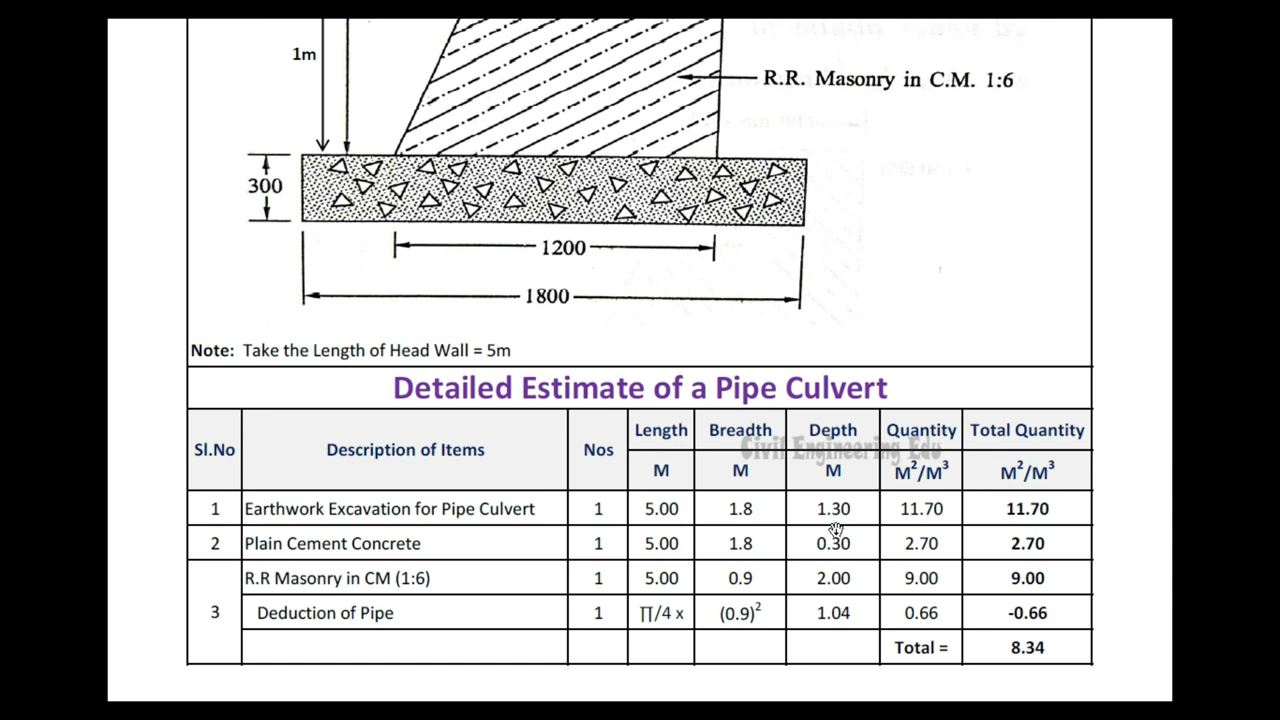 1m
R.R. Masonry in C.M. 1:6
300
1200
1800
Note: Take the Length of Head Wall = 5m
Detailed Estimate of a Pipe Culvert
Sl.No Description of Items Nos Length Breadth Depth Quantity Total Quantity
M M M M²/M³ M²/M³
Civil Engineering Edu
1 Earthwork Excavation for Pipe Culvert 1 5.00 1.8 1.30 11.70 11.70
2 Plain Cement Concrete 1 5.00 1.8 0.30 2.70 2.70
3 R.R Masonry in CM (1:6) 1 5.00 0.9 2.00 9.00 9.00
Deduction of Pipe 1 ∏/4 x (0.9)² 1.04 0.66 -0.66
Total = 8.34